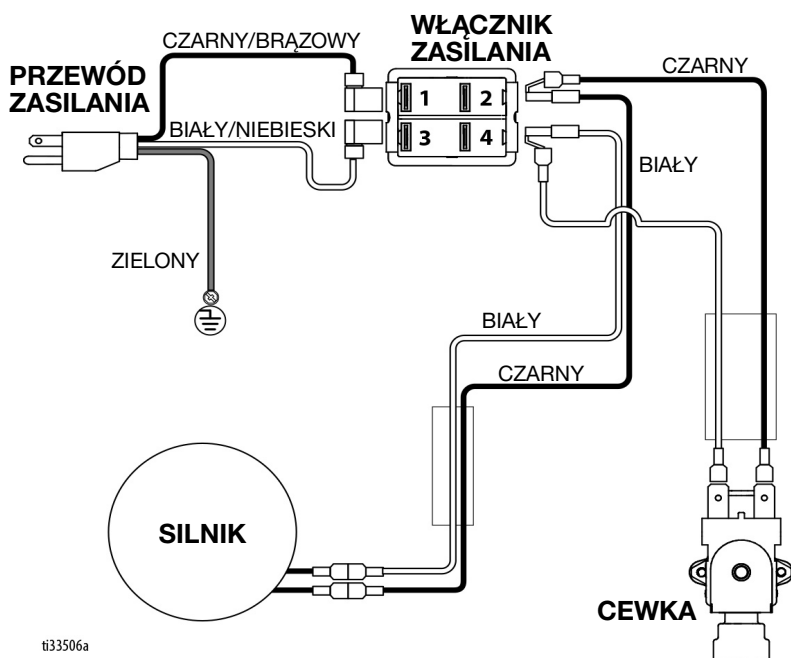 WŁĄCZNIK
ZASILANIA
CZARNY/BRĄZOWY
CZARNY
PRZEWÓD
ZASILANIA
1
2
BIAŁY/NIEBIESKI
3
4
BIAŁY
ZIELONY
BIAŁY
CZARNY
SILNIK
CEWKA
ti33506a